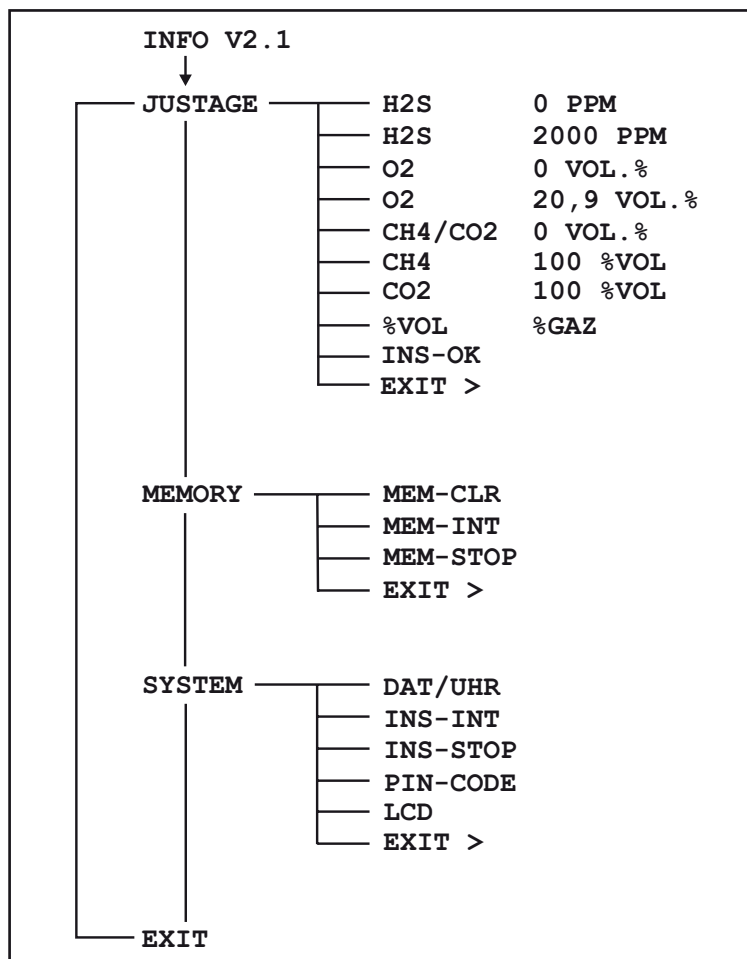 INFO V2.1
JUSTAGE H2S 0 PPM
H2S 2000 PPM
O2 0 VOL.%
O2 20,9 VOL.%
CH4/CO2 0 VOL.%
CH4 100 %VOL
CO2 100 %VOL
%VOL %GAZ
INS-OK
EXIT >
MEMORY MEM-CLR
MEM-INT
MEM-STOP
EXIT >
SYSTEM DAT/UHR
INS-INT
INS-STOP
PIN-CODE
LCD
EXIT >
EXIT